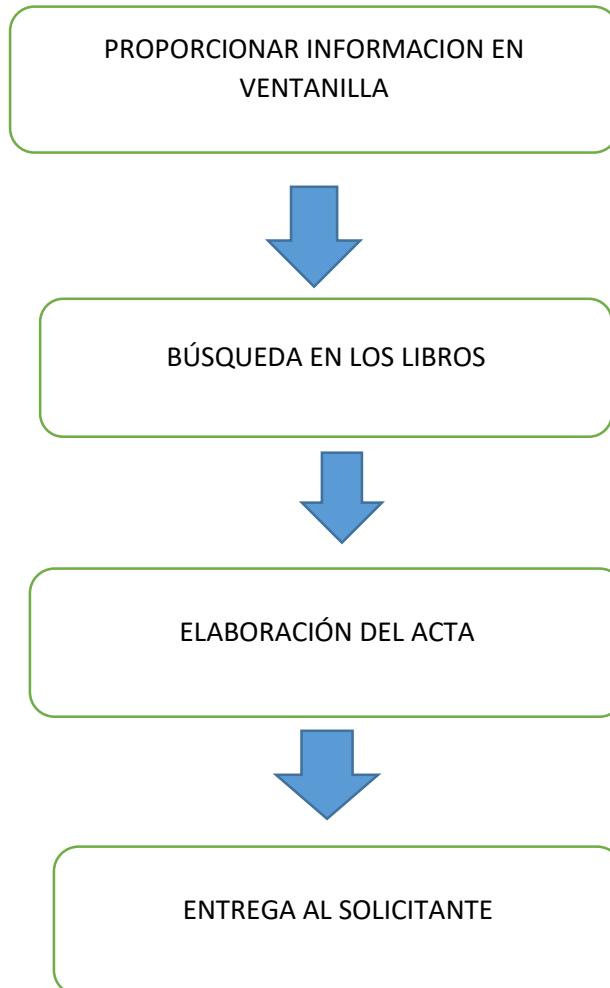 PROPORCIONAR INFORMACION EN
VENTANILLA
BÚSQUEDA EN LOS LIBROS
ELABORACIÓN DEL ACTA
ENTREGA AL SOLICITANTE